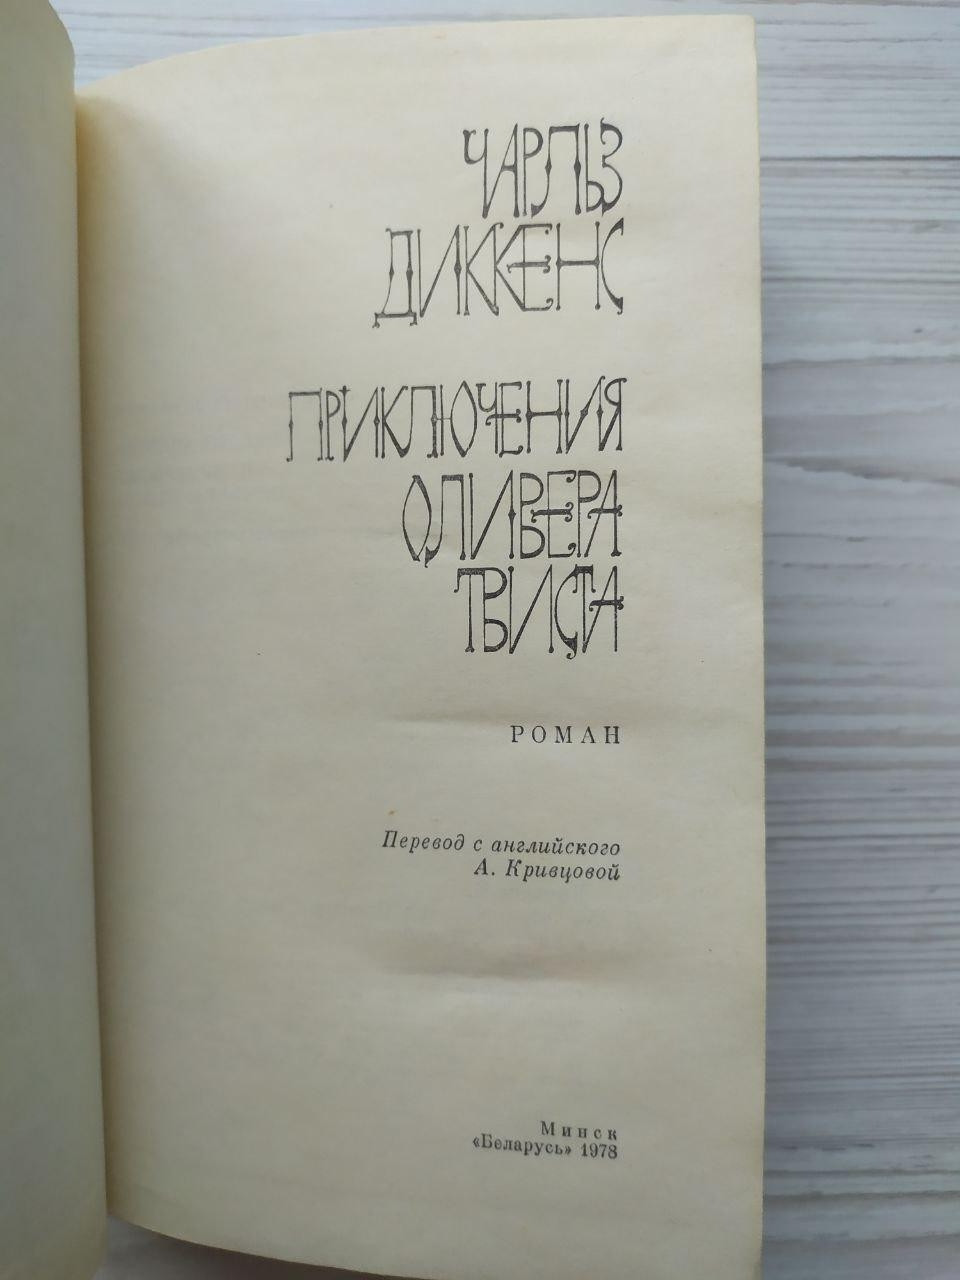 ЧАРЛЬЗ
ДИККЕНС
ПРИКЛЮЧЕНИЯ
ОЛИВЕРА
ТВИСТА
РОМАН
Перевод с английского
А. Кривцовой
Минск
«Беларусь» 1978